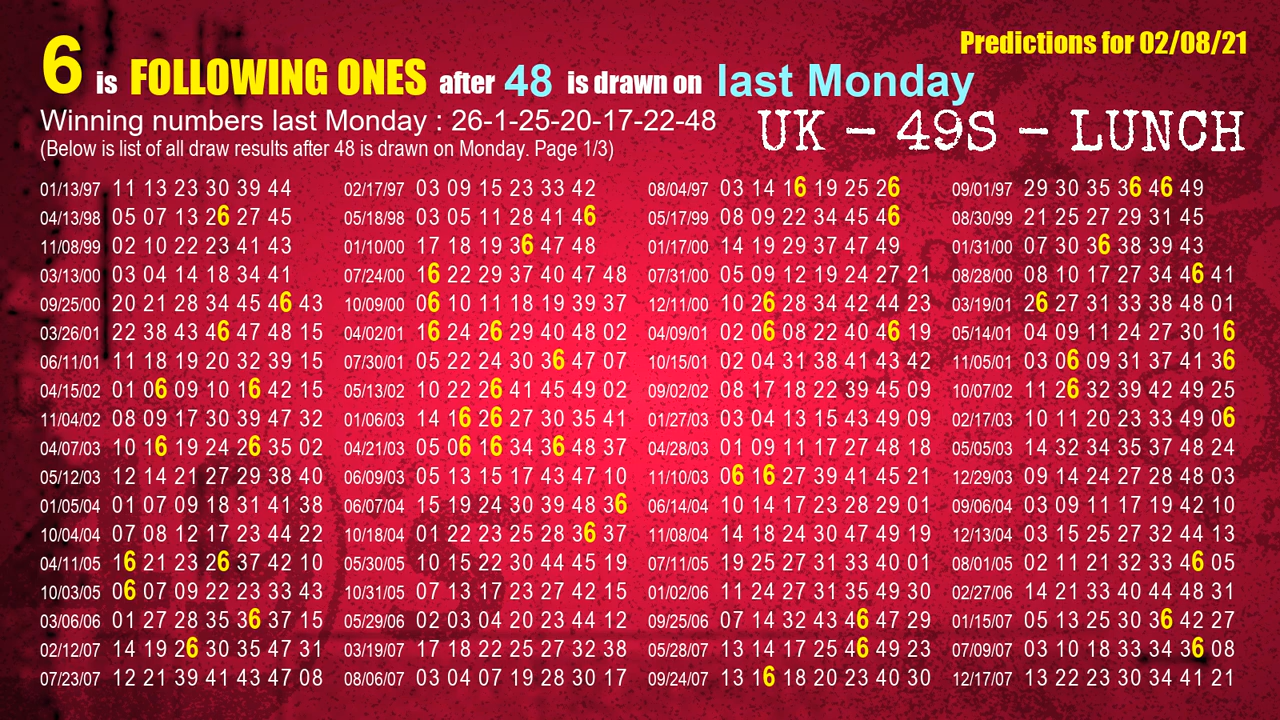 Predictions for 02/08/21
6 is FOLLOWING ONES after 48 is drawn on last Monday
Winning numbers last Monday : 26-1-25-20-17-22-48
UK - 49S - LUNCH
(Below is list of all draw results after 48 is drawn on Monday. Page 1/3)
01/13/97 11 13 23 30 39 44 02/17/97 03 09 15 23 33 42 08/04/97 03 14 16 19 25 26 09/01/97 29 30 35 36 46 49
04/13/98 05 07 13 26 27 45 05/18/98 03 05 11 28 41 46 05/17/99 08 09 22 34 45 46 08/30/99 21 25 27 29 31 45
11/08/99 02 10 22 23 41 43 01/10/00 17 18 19 36 47 48 01/17/00 14 19 29 37 47 49 01/31/00 07 30 36 38 39 43
03/13/00 03 04 14 18 34 41 07/24/00 16 22 29 37 40 47 48 07/31/00 05 09 12 19 24 27 21 08/28/00 08 10 17 27 34 46 41
09/25/00 20 21 28 34 45 46 43 10/09/00 06 10 11 18 19 39 37 12/11/00 10 26 28 34 42 44 23 03/19/01 26 27 31 33 38 48 01
03/26/01 22 38 43 46 47 48 15 04/02/01 16 24 26 29 40 48 02 04/09/01 02 06 08 22 40 46 19 05/14/01 04 09 11 24 27 30 16
06/11/01 11 18 19 20 32 39 15 07/30/01 05 22 24 30 36 47 07 10/15/01 02 04 31 38 41 43 42 11/05/01 03 06 09 31 37 41 36
04/15/02 01 06 09 10 16 42 15 05/13/02 10 22 26 41 45 49 02 09/02/02 08 17 18 22 39 45 09 10/07/02 11 26 32 39 42 49 25
11/04/02 08 09 17 30 39 47 32 01/06/03 14 16 26 27 30 35 41 01/27/03 03 04 13 15 43 49 09 02/17/03 10 11 20 23 33 49 06
04/07/03 10 16 19 24 26 35 02 04/21/03 05 06 16 34 36 48 37 04/28/03 01 09 11 17 27 48 18 05/05/03 14 32 34 35 37 48 24
05/12/03 12 14 21 27 29 38 40 06/09/03 05 13 15 17 43 47 10 11/10/03 06 16 27 39 41 45 21 12/29/03 09 14 24 27 28 48 03
01/05/04 01 07 09 18 31 41 38 06/07/04 15 19 24 30 39 48 36 06/14/04 10 14 17 23 28 29 01 09/06/04 03 09 11 17 19 42 10
10/04/04 07 08 12 17 23 44 22 10/18/04 01 22 23 25 28 36 37 11/08/04 14 18 24 30 47 49 19 12/13/04 03 15 25 27 32 44 13
04/11/05 16 21 23 26 37 42 10 05/30/05 10 15 22 30 44 45 19 07/11/05 19 25 27 31 33 40 01 08/01/05 02 11 21 32 33 46 05
10/03/05 06 07 09 22 23 33 43 10/31/05 07 13 17 23 27 42 15 01/02/06 11 24 27 31 35 49 30 02/27/06 14 21 33 40 44 48 31
03/06/06 01 27 28 35 36 37 15 05/29/06 02 03 04 20 23 44 12 09/25/06 07 14 32 43 46 47 29 01/15/07 05 13 25 30 36 42 27
02/12/07 14 19 26 30 35 47 31 03/19/07 17 18 22 25 27 32 38 05/28/07 13 14 17 25 46 49 23 07/09/07 03 10 18 33 34 36 08
07/23/07 12 21 39 41 43 47 08 08/06/07 03 04 07 19 28 30 17 09/24/07 13 16 18 20 23 40 30 12/17/07 13 22 23 30 34 41 21